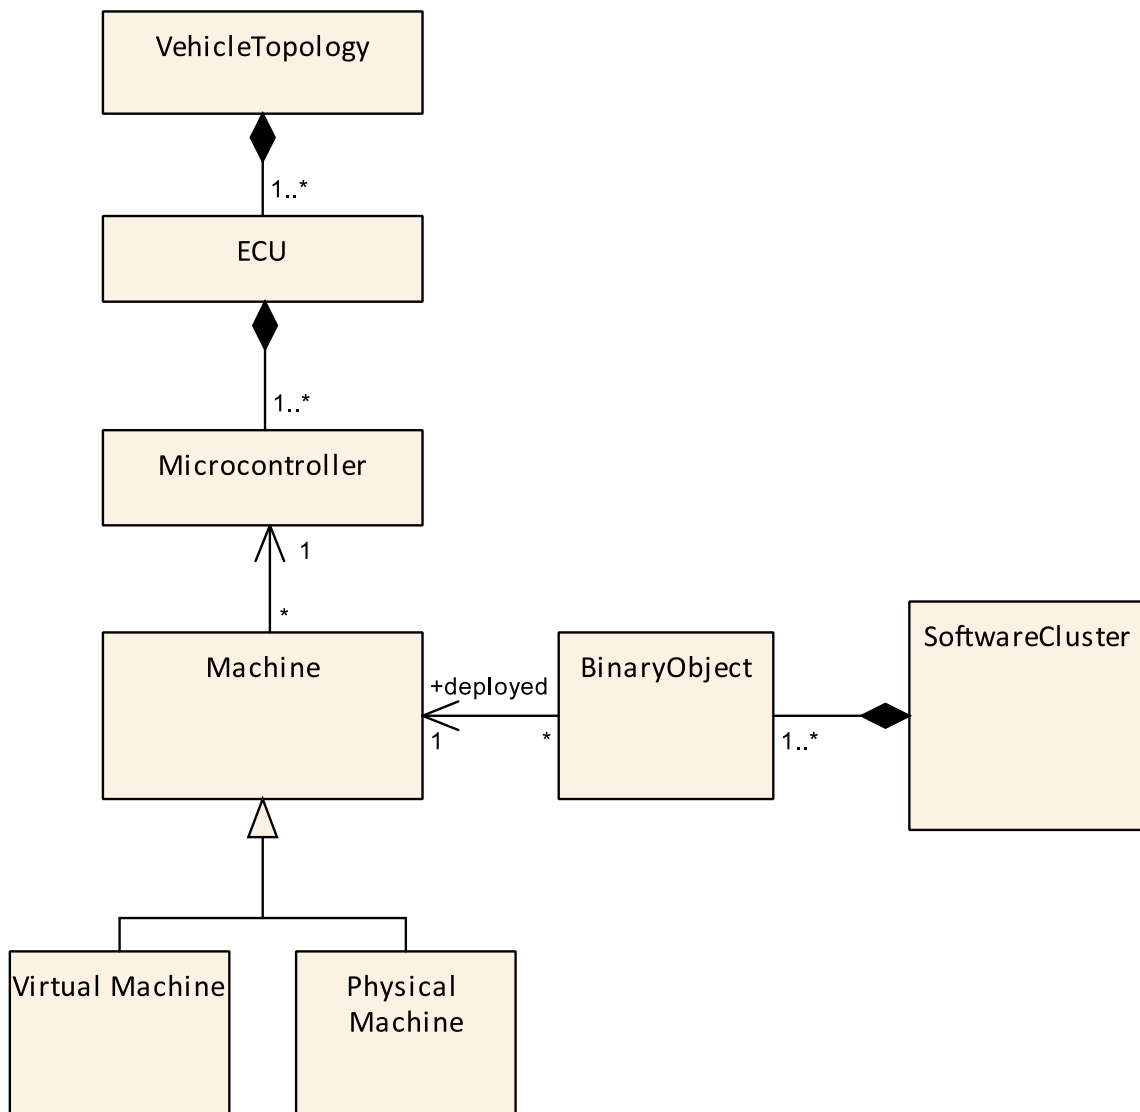 VehicleTopology
1..*
ECU
1..*
Microcontroller
1
*
Machine
+deployed
1
*
BinaryObject
1..*
SoftwareCluster
Virtual Machine
Physical
Machine